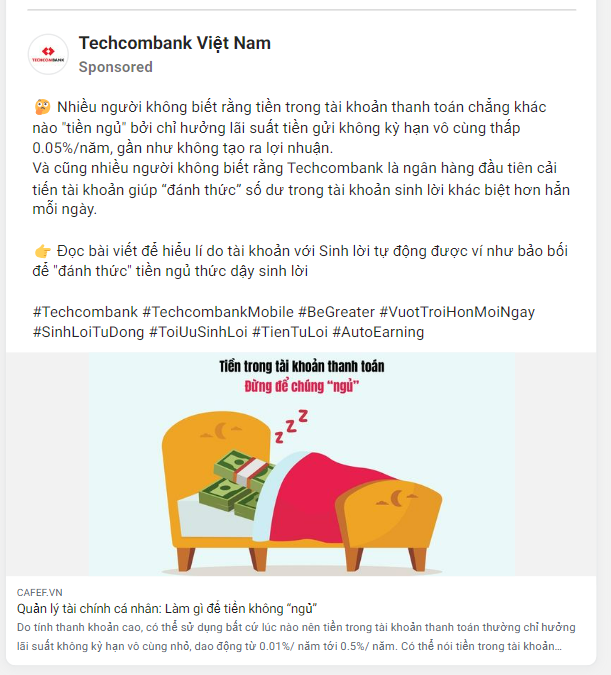 Techcombank Việt Nam
TECHCOMBANK
Sponsored
🤔 Nhiều người không biết rằng tiền trong tài khoản thanh toán chẳng khác
nào "tiền ngủ" bởi chỉ hưởng lãi suất tiền gửi không kỳ hạn vô cùng thấp
0.05%/năm, gần như không tạo ra lợi nhuận.
Và cũng nhiều người không biết rằng Techcombank là ngân hàng đầu tiên cải
tiến tài khoản giúp “đánh thức” số dư trong tài khoản sinh lời khác biệt hơn hẳn
mỗi ngày.
👉 Đọc bài viết để hiểu lí do tài khoản với Sinh lời tự động được ví như bảo bối
để "đánh thức" tiền ngủ thức dậy sinh lời
#Techcombank #TechcombankMobile #BeGreater #VuotTroiHonMoiNgay
#SinhLoiTuDong #ToiUuSinhLoi #TienTuLoi #AutoEarning
Tiền trong tài khoản thanh toán
Đừng để chúng “ngủ”
z z z
CAFEF.VN
Quản lý tài chính cá nhân: Làm gì để tiền không “ngủ”
Do tính thanh khoản cao, có thể sử dụng bất cứ lúc nào nên tiền trong tài khoản thanh toán thường chỉ hưởng
lãi suất không kỳ hạn vô cùng nhỏ, dao động từ 0.01%/ năm tới 0.5%/ năm. Có thể nói tiền trong tài khoản...